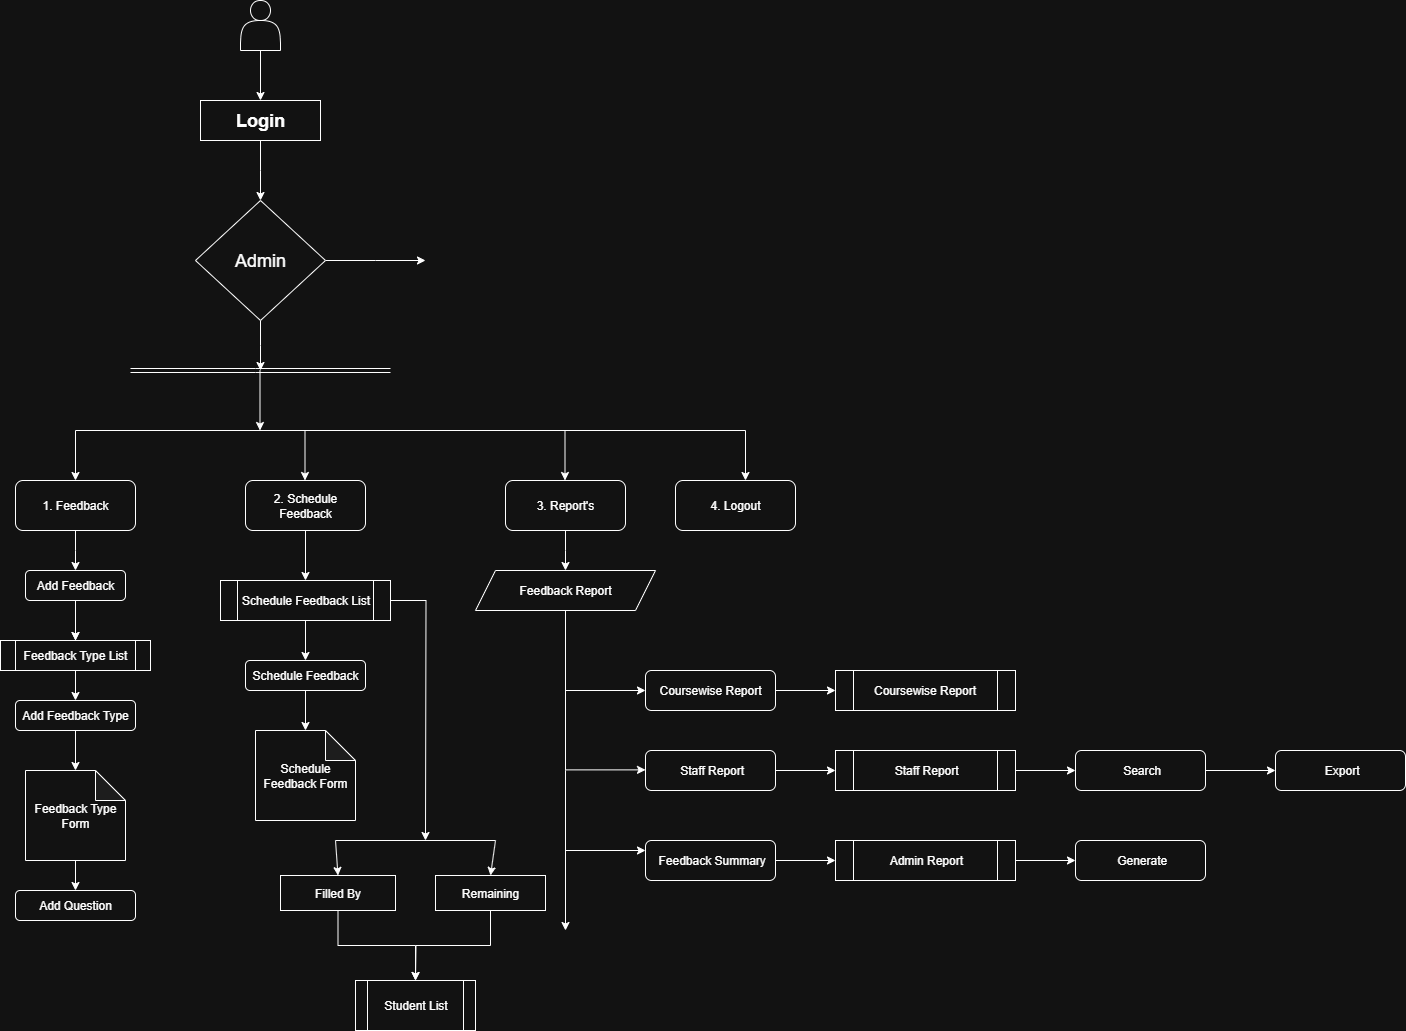 Login
Admin
1. Feedback
2. Schedule
Feedback
3. Report's
4. Logout
Add Feedback
Feedback Type List
Add Feedback Type
Feedback Type
Form
Add Question
Schedule Feedback List
Schedule Feedback
Schedule
Feedback Form
Filled By
Remaining
Student List
Feedback Report
Coursewise Report
Coursewise Report
Staff Report
Staff Report
Search
Export
Feedback Summary
Admin Report
Generate